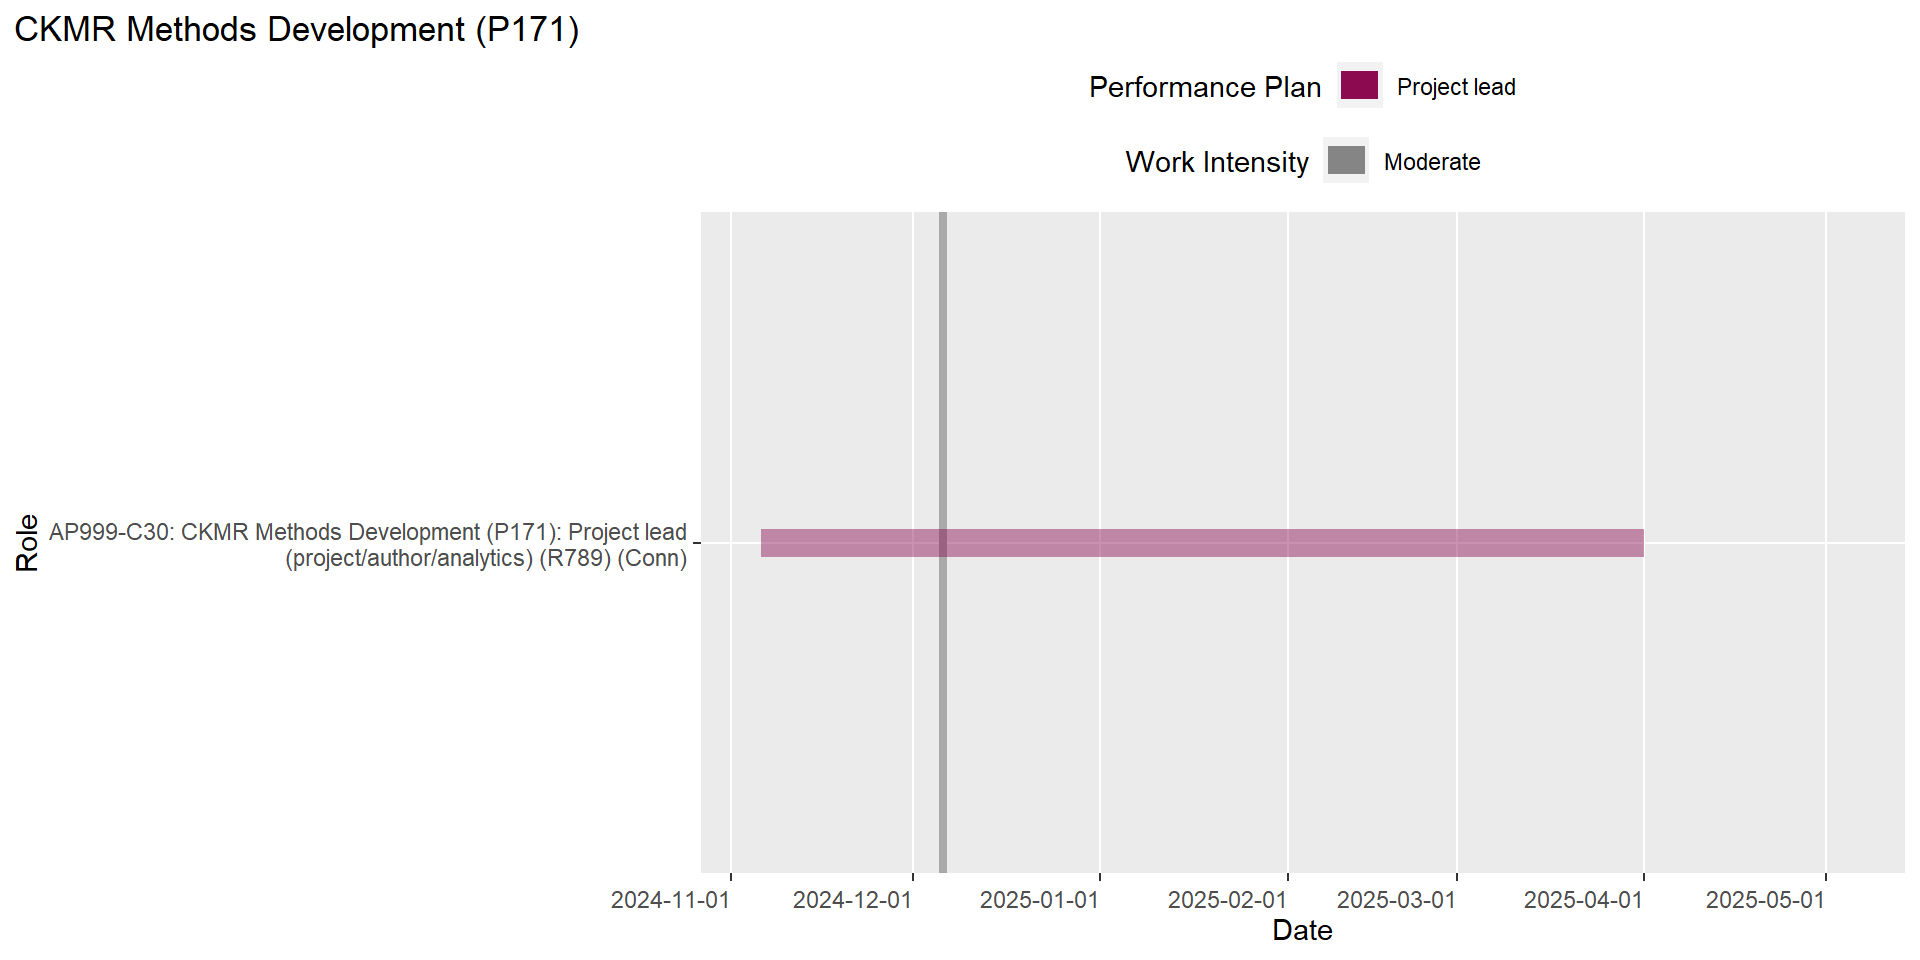 CKMR Methods Development (P171)
Performance Plan
Project lead
Work Intensity
Moderate
Role
AP999-C30: CKMR Methods Development (P171): Project lead
(project/author/analytics) (R789) (Conn)
2024-11-01
2024-12-01
2025-01-01
2025-02-01
2025-03-01
2025-04-01
2025-05-01
Date